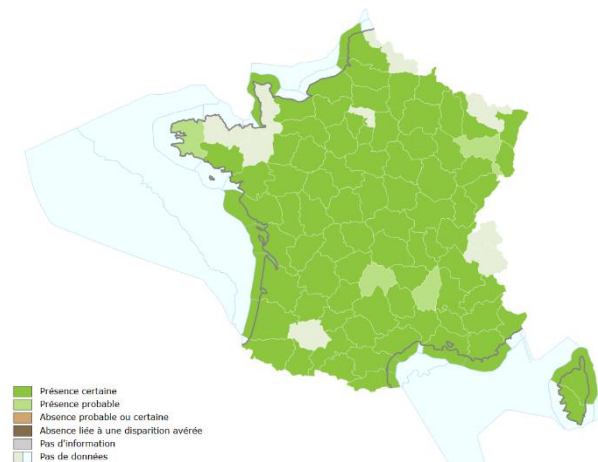 Présence certaine
Présence probable
Absence probable ou certaine
Absence liée à une disparition avérée
Pas d'information
Pas de données